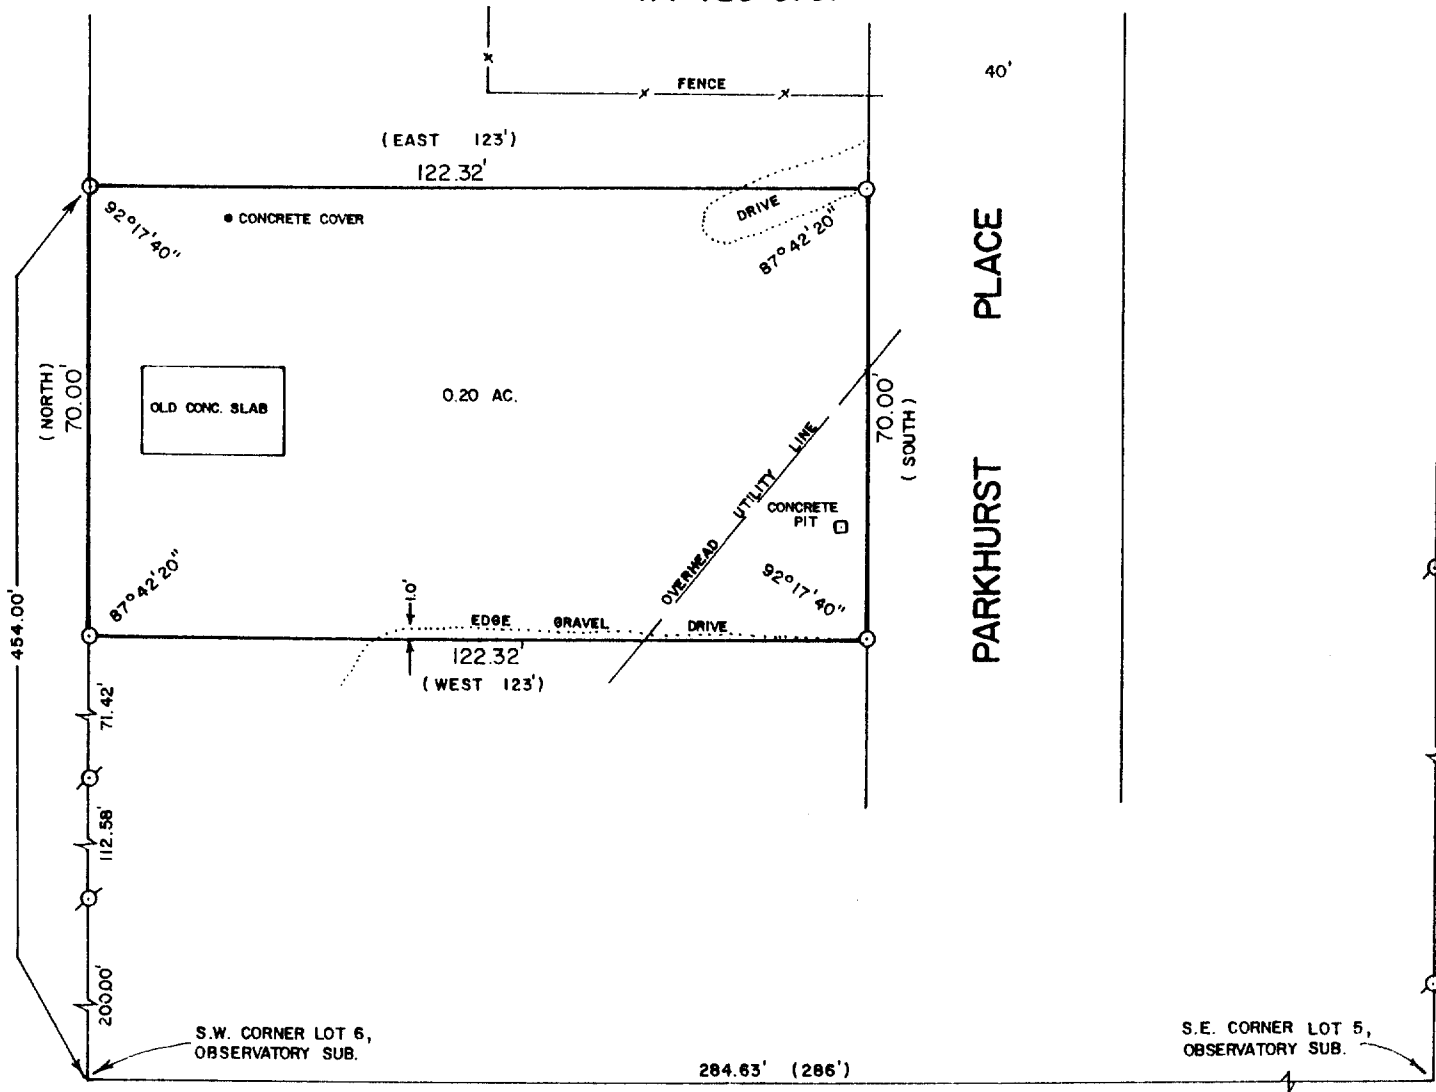 40'
FENCE
(EAST 123')
122.32'
DRIVE
92°17'40"
CONCRETE COVER
87°42'20"
PLACE
(NORTH)
70.00'
OLD CONC. SLAB
0.20 AC.
70.00'
(SOUTH)
OVERHEAD UTILITY LINE
CONCRETE
PIT
PARKHURST
87°42'20"
92°17'40"
1.0'
EDGE GRAVEL DRIVE
122.32'
(WEST 123')
454.00'
71.42'
112.58'
200.00'
S.W. CORNER LOT 6,
OBSERVATORY SUB.
S.E. CORNER LOT 5,
OBSERVATORY SUB.
284.63' (286')